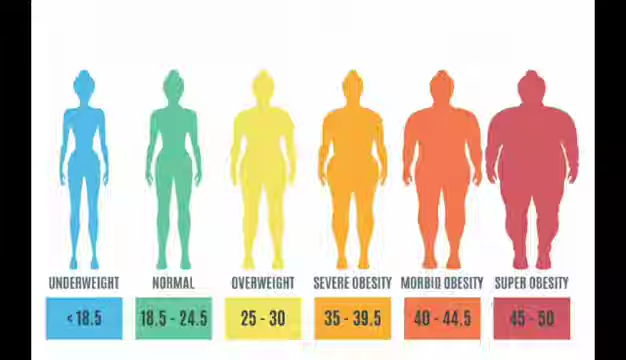 UNDERWEIGHT NORMAL OVERWEIGHT SEVERE OBESITY MORBID OBESITY SUPER OBESITY
< 18.5 18.5 - 24.5 25 - 30 35 - 39.5 40 - 44.5 45 - 50